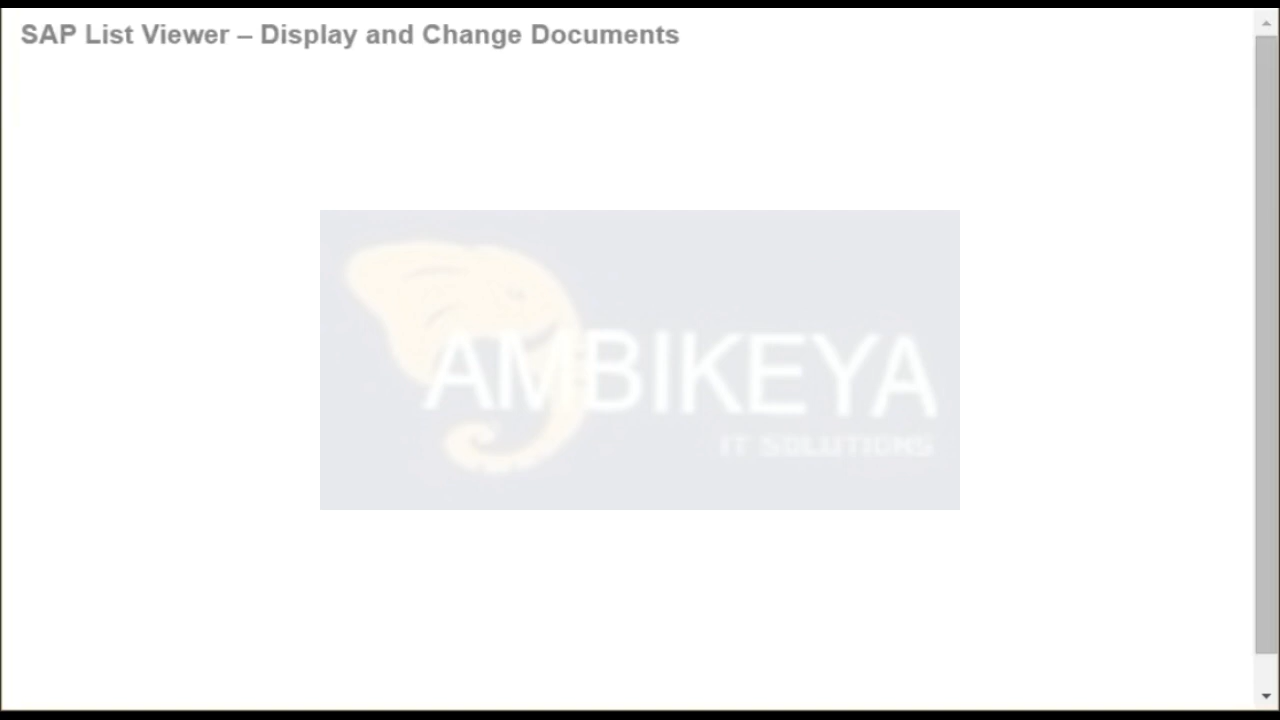 SAP List Viewer – Display and Change Documents
AMBIKEYA
IT SOLUTIONS